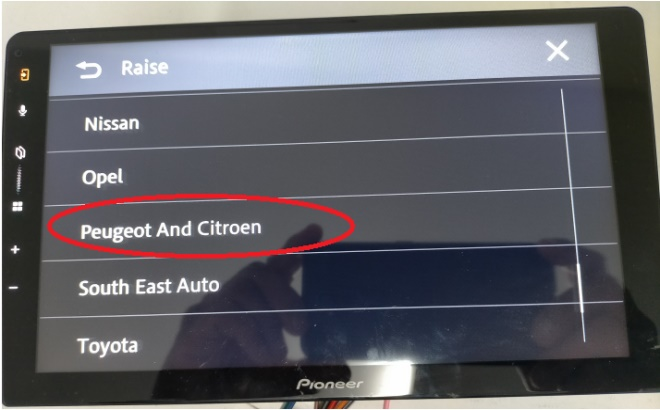 Raise
Nissan
Opel
Peugeot And Citroen
South East Auto
Toyota
Pioneer